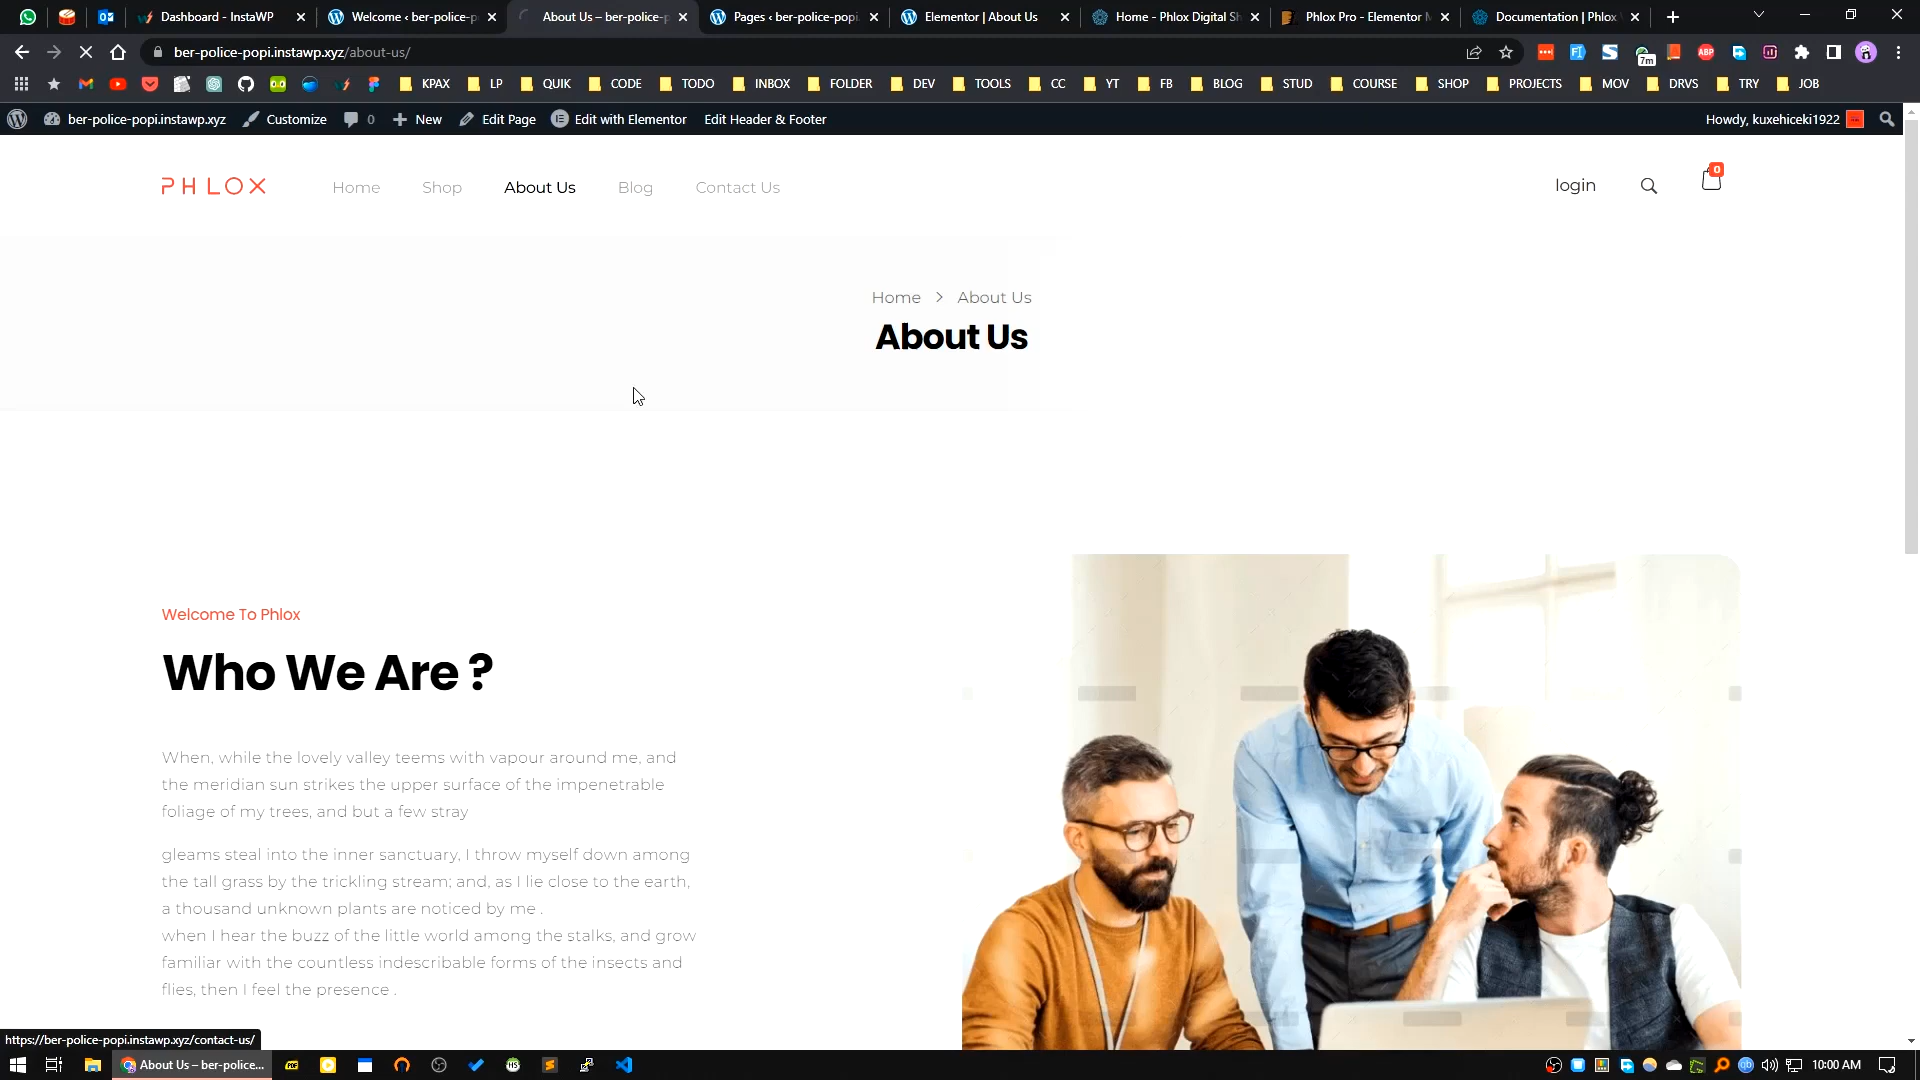 Dashboard - InstaWP
Welcome ‹ ber-police-p
About Us – ber-police-p
Pages ‹ ber-police-popi.
Elementor | About Us
Home - Phlox Digital Sh
Phlox Pro - Elementor M
Documentation | Phlox
ber-police-popi.instawp.xyz/about-us/
7m
ABP
KPAX
LP
QUIK
CODE
TODO
INBOX
FOLDER
DEV
TOOLS
CC
YT
FB
BLOG
STUD
COURSE
SHOP
PROJECTS
MOV
DRVS
TRY
JOB
ber-police-popi.instawp.xyz
Customize
0
New
Edit Page
Edit with Elementor
Edit Header & Footer
Howdy, kuxehiceki1922
PHLOX
Home
Shop
About Us
Blog
Contact Us
login
0
Home > About Us
About Us
Welcome To Phlox
Who We Are ?
When, while the lovely valley teems with vapour around me, and
the meridian sun strikes the upper surface of the impenetrable
foliage of my trees, and but a few stray
gleams steal into the inner sanctuary, I throw myself down among
the tall grass by the trickling stream; and, as I lie close to the earth,
a thousand unknown plants are noticed by me .
when I hear the buzz of the little world among the stalks, and grow
familiar with the countless indescribable forms of the insects and
flies, then I feel the presence .
https://ber-police-popi.instawp.xyz/contact-us/
About Us – ber-police...
10:00 AM